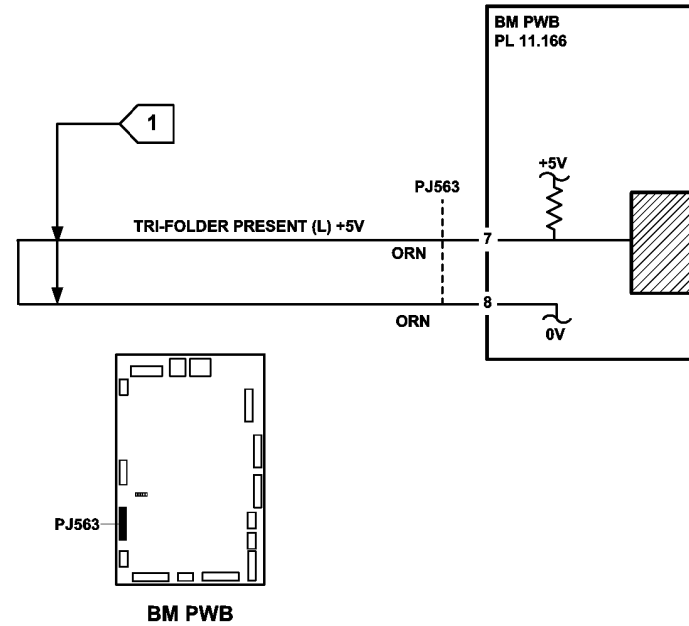 BM PWB
PL 11.166
1
+5V
PJ563
TRI-FOLDER PRESENT (L) +5V
7
ORN
8
ORN
0V
PJ563
BM PWB